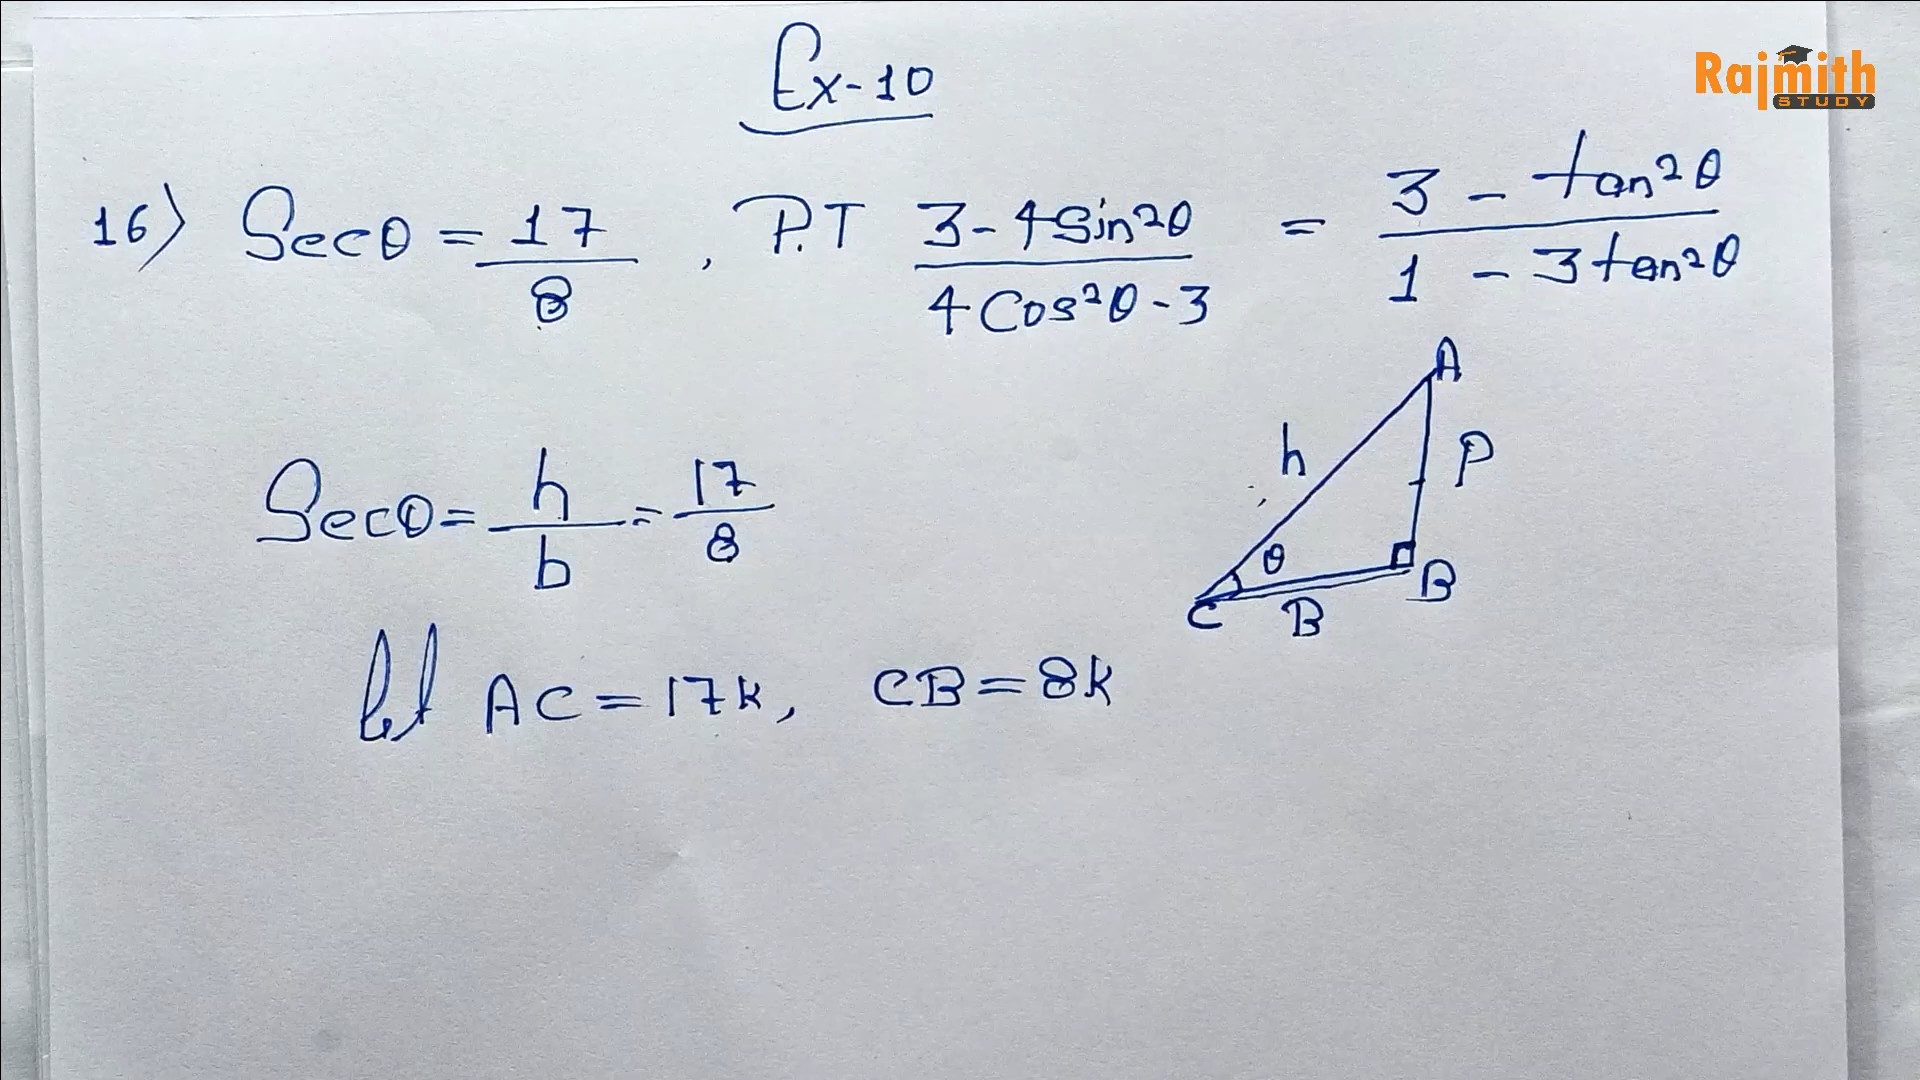 Ex-10
Rajmith
STUDY
16) Secθ = 17/8 , P.T (3-4Sin²θ)/(4Cos²θ-3) = (3-tan²θ)/(1-3tan²θ)
Secθ = h/b = 17/8
A
h
P
θ
C
B
B
let AC = 17k, CB = 8k